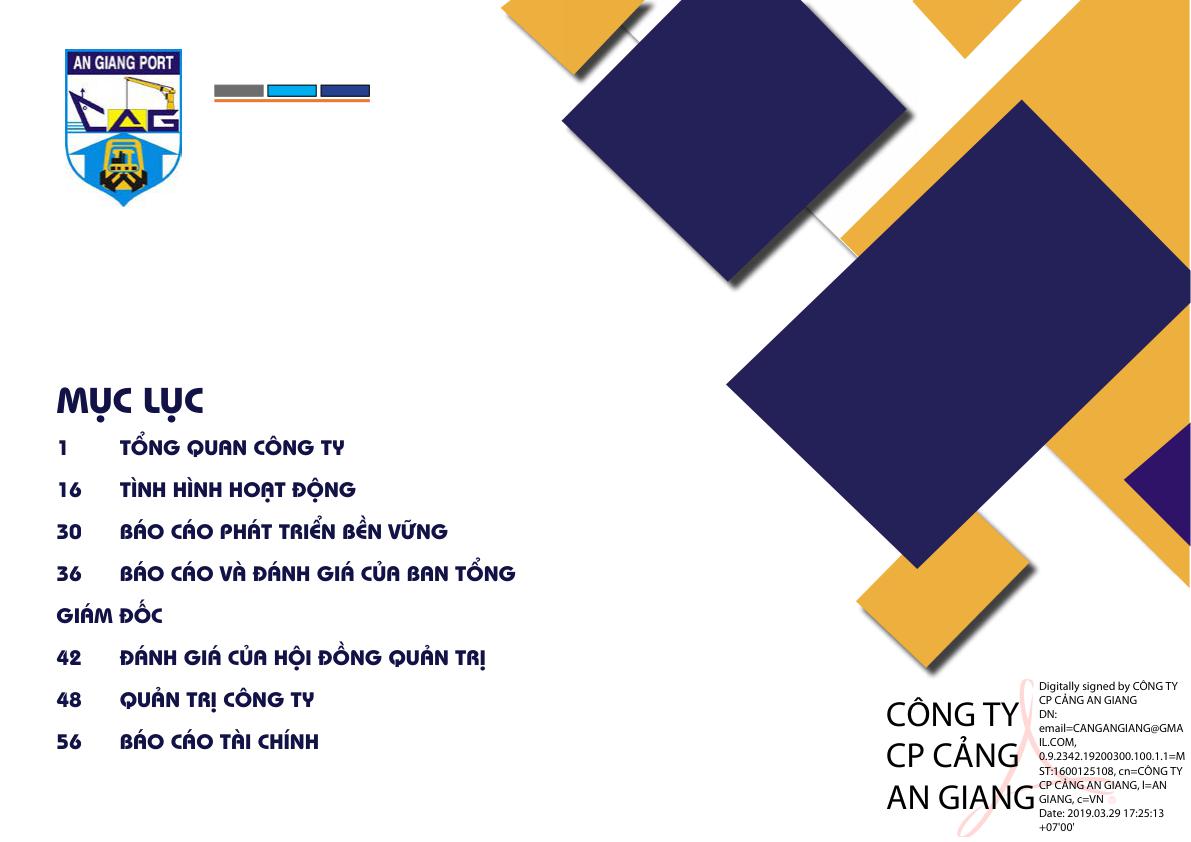 AN GIANG PORT
CAG
MỤC LỤC
1 TỔNG QUAN CÔNG TY
16 TÌNH HÌNH HOẠT ĐỘNG
30 BÁO CÁO PHÁT TRIỂN BỀN VỮNG
36 BÁO CÁO VÀ ĐÁNH GIÁ CỦA BAN TỔNG
GIÁM ĐỐC
42 ĐÁNH GIÁ CỦA HỘI ĐỒNG QUẢN TRỊ
48 QUẢN TRỊ CÔNG TY
56 BÁO CÁO TÀI CHÍNH
CÔNG TY
CP CẢNG
AN GIANG
Digitally signed by CÔNG TY
CP CẢNG AN GIANG
DN:
email=CANGANGIANG@GMA
IL.COM,
0.9.2342.19200300.100.1.1=M
ST:1600125108, cn=CÔNG TY
CP CẢNG AN GIANG, l=AN
GIANG, c=VN
Date: 2019.03.29 17:25:13
+07'00'